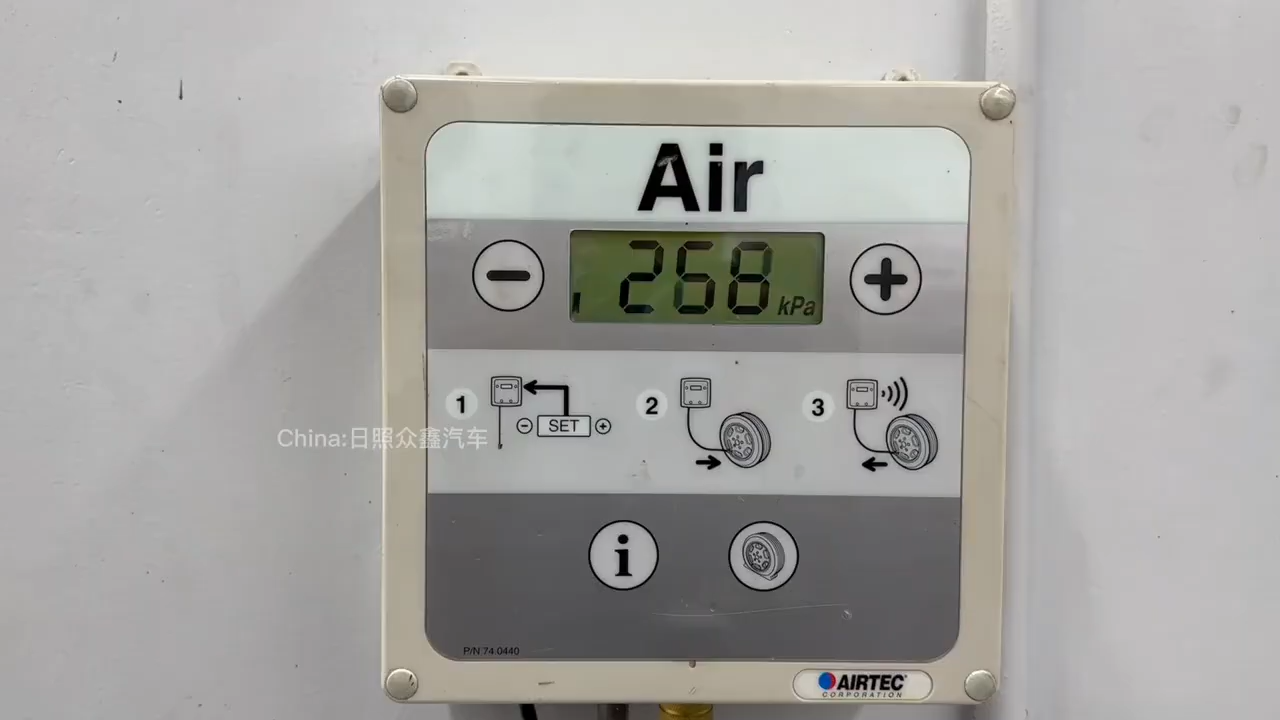 Air
268 kPa
1
SET
2
3
China:日照众鑫汽车
i
P/N 74.0440
AIRTEC
CORPORATION